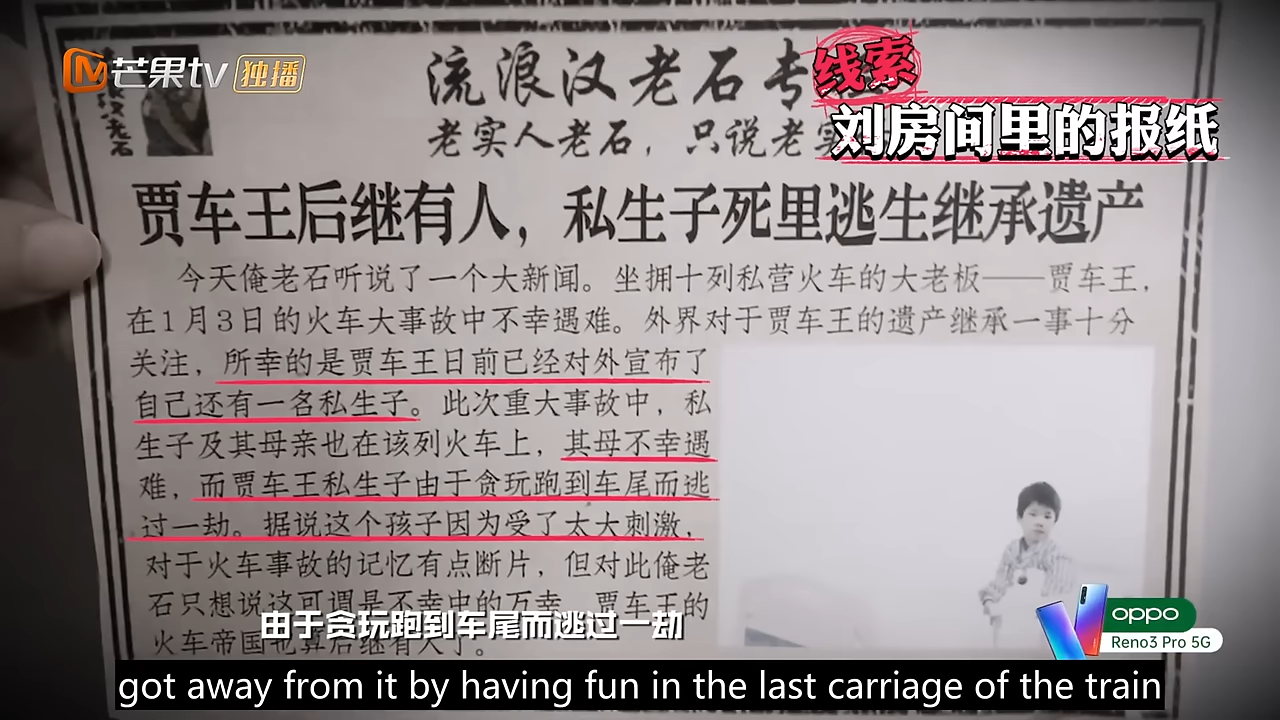 芒果tv 独播
线索
刘房间里的报纸
流浪汉老石专
老石
老实人老石，只说老实
贾车王后继有人，私生子死里逃生继承遗产
今天俺老石听说了一个大新闻。坐拥十列私营火车的大老板——贾车王，
在1月3日的火车大事故中不幸遇难。外界对于贾车王的遗产继承一事十分
关注，所幸的是贾车王日前已经对外宣布了
自己还有一名私生子。此次重大事故中，私
生子及其母亲也在该列火车上，其母不幸遇
难，而贾车王私生子由于贪玩跑到车尾而逃
过一劫。据说这个孩子因为受了太大刺激，
对于火车事故的记忆有点断片，但对此俺老
石只想说这可谓是不幸中的万幸，贾车王的
火车帝国也算后继有人了。
由于贪玩跑到车尾而逃过一劫
oppo
Reno3 Pro 5G
got away from it by having fun in the last carriage of the train